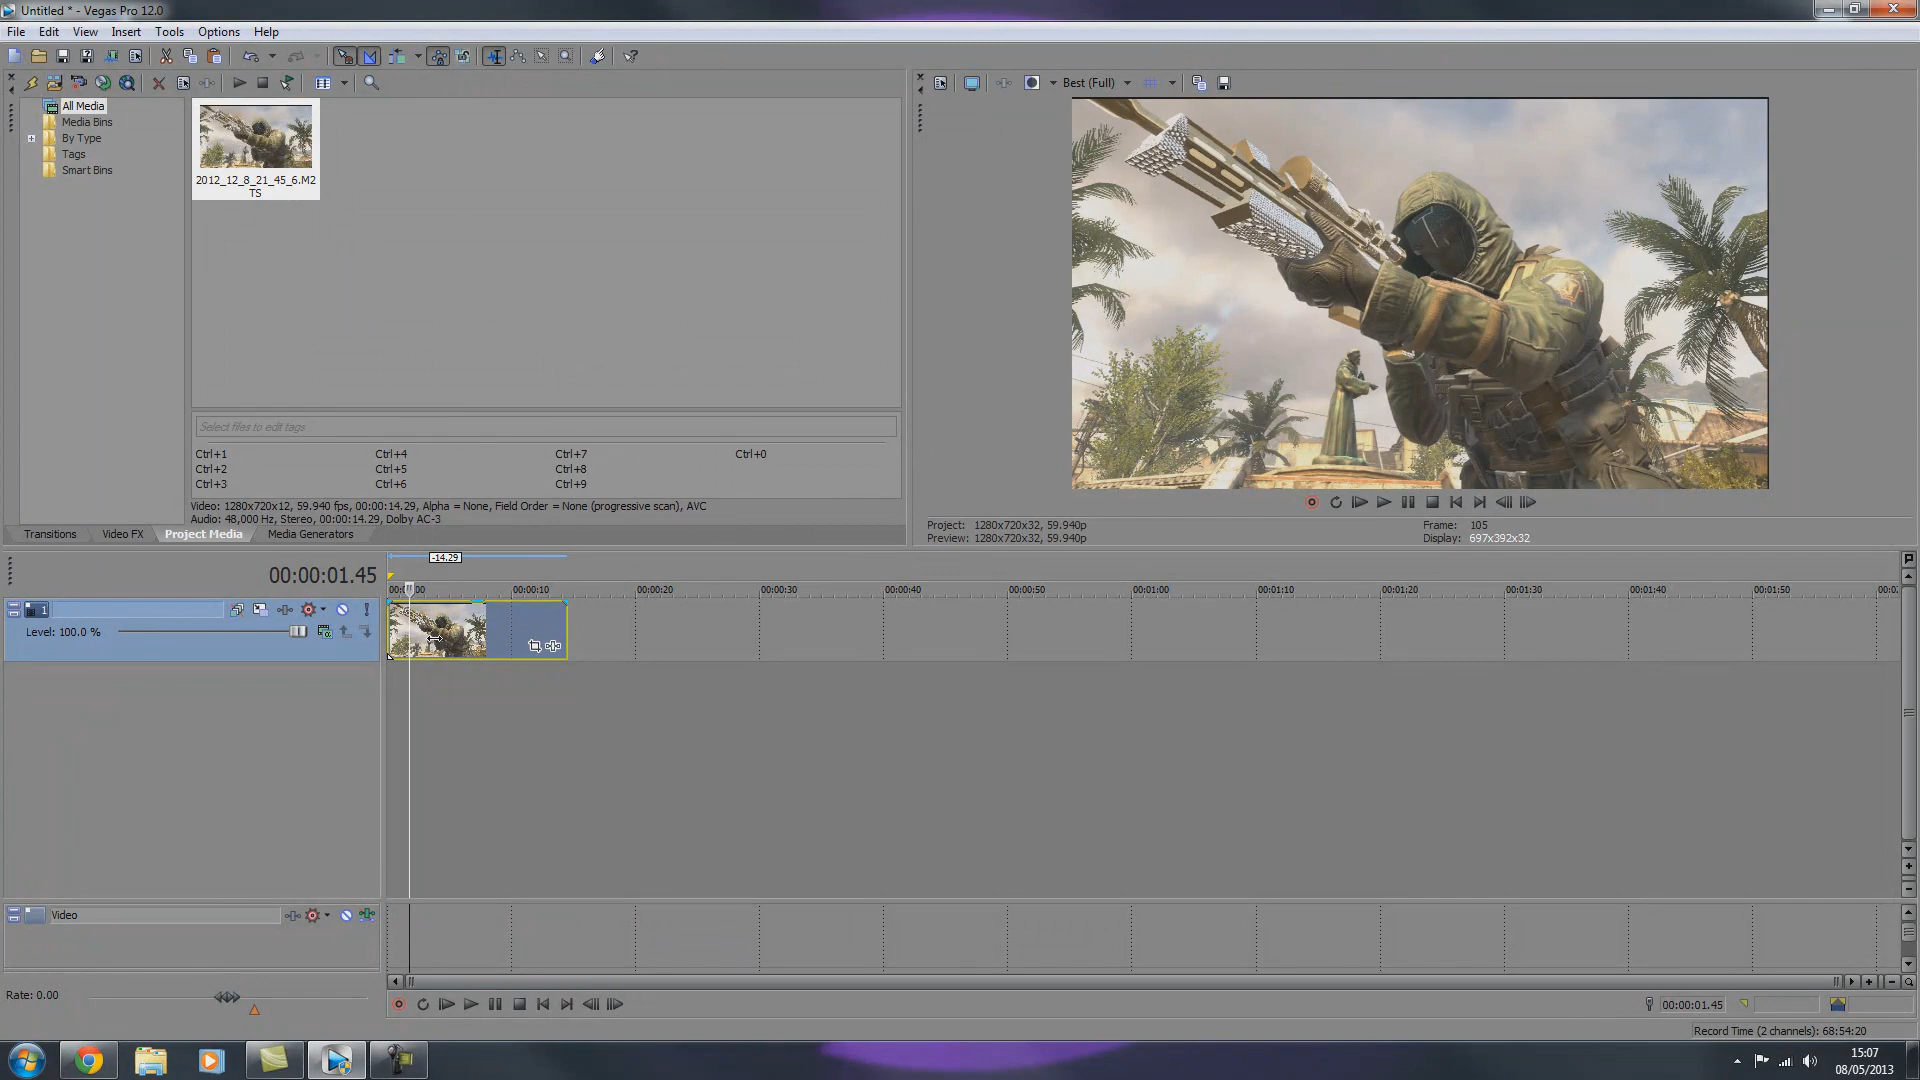 Untitled * - Vegas Pro 12.0
File Edit View Insert Tools Options Help
Best (Full)
All Media
Media Bins
By Type
Tags
Smart Bins
2012_12_8_21_45_6.M2
TS
Select files to edit tags
Ctrl+1 Ctrl+4 Ctrl+7 Ctrl+0
Ctrl+2 Ctrl+5 Ctrl+8
Ctrl+3 Ctrl+6 Ctrl+9
Video: 1280x720x12, 59.940 fps, 00:00:14.29, Alpha = None, Field Order = None (progressive scan), AVC
Audio: 48,000 Hz, Stereo, 00:00:14.29, Dolby AC-3
Transitions Video FX Project Media Media Generators
Project: 1280x720x32, 59.940p Frame: 105
Preview: 1280x720x32, 59.940p Display: 697x392x32
-14.29
00:00:01.45
00:00:10 00:00:20 00:00:30 00:00:40 00:00:50 00:01:00 00:01:10 00:01:20 00:01:30 00:01:40 00:01:50
1
Level: 100.0 %
Video
Rate: 0.00
00:00:01.45
Record Time (2 channels): 68:54:20
15:07
08/05/2013